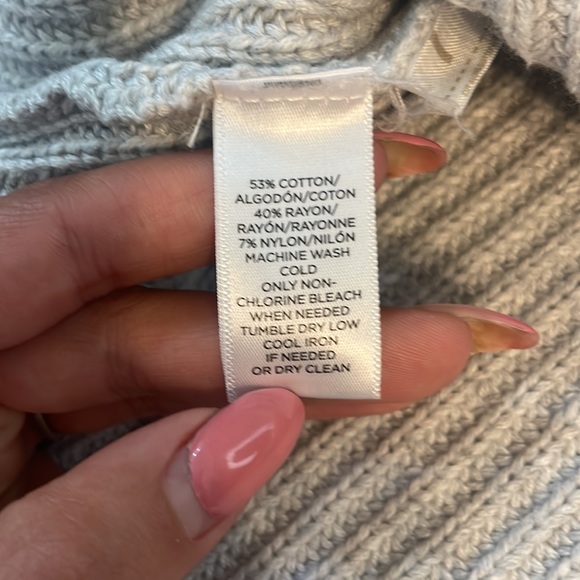 53% COTTON/
ALGODÓN/COTON
40% RAYON/
RAYÓN/RAYONNE
7% NYLON/NILÓN
MACHINE WASH
COLD
ONLY NON-
CHLORINE BLEACH
WHEN NEEDED
TUMBLE DRY LOW
COOL IRON
IF NEEDED
OR DRY CLEAN